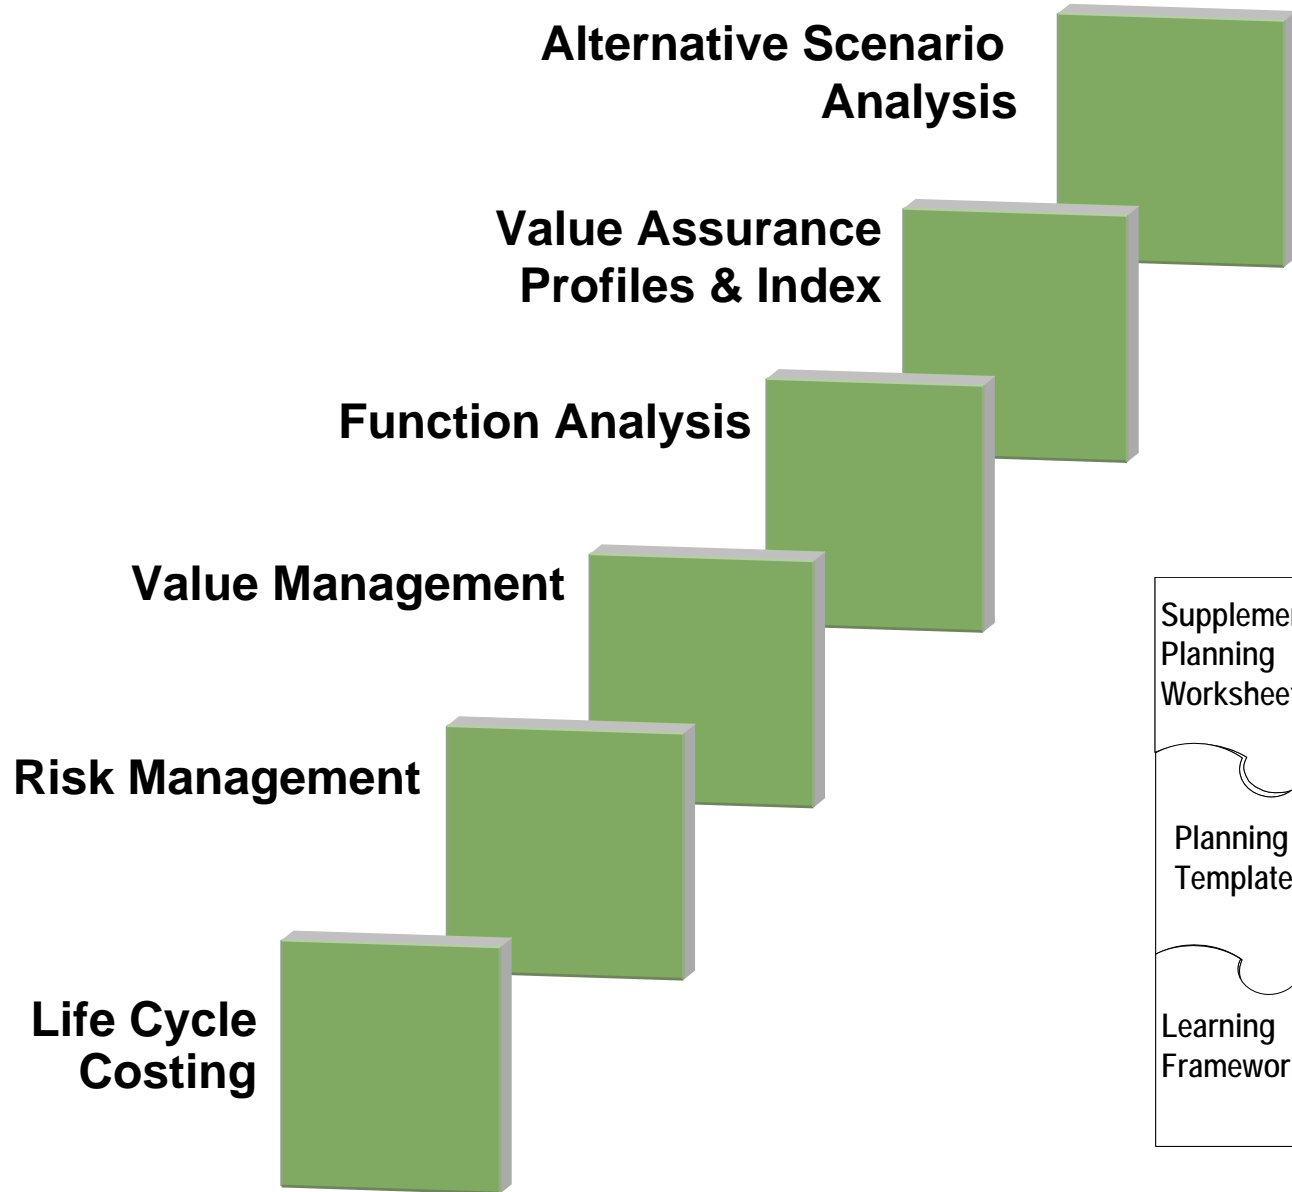 Alternative Scenario
Analysis
Value Assurance
Profiles & Index
Function Analysis
Value Management
Risk Management
Life Cycle
Costing
Planning
Planning
Template
Learning